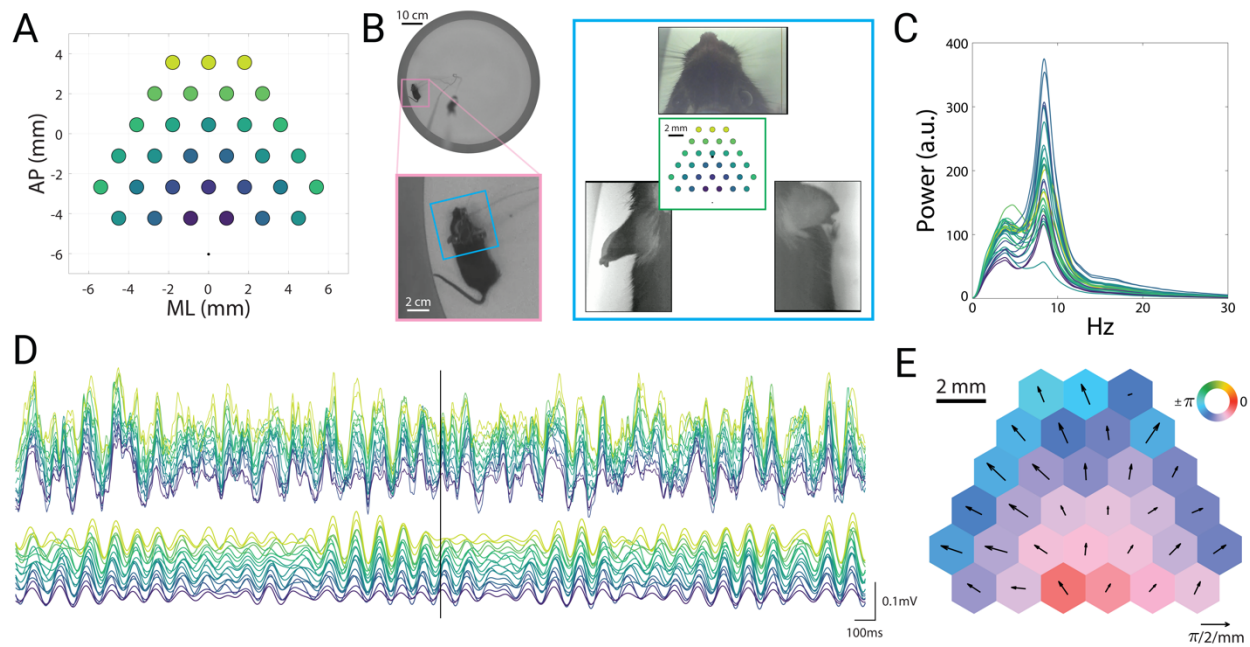 A
AP (mm)
4
2
0
-2
-4
-6
-6
-4
-2
0
2
4
6
ML (mm)
B
10 cm
2 cm
2 mm
C
Power (a.u.)
400
300
200
100
0
0
10
20
30
Hz
D
0.1mV
100ms
E
2 mm
±π
0
π/2/mm